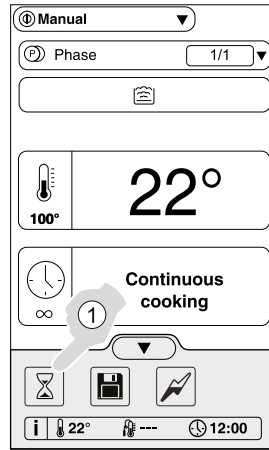 Manual
P Phase 1/1
22°
100°
Continuous
cooking
∞
1
i 22° --- 12:00